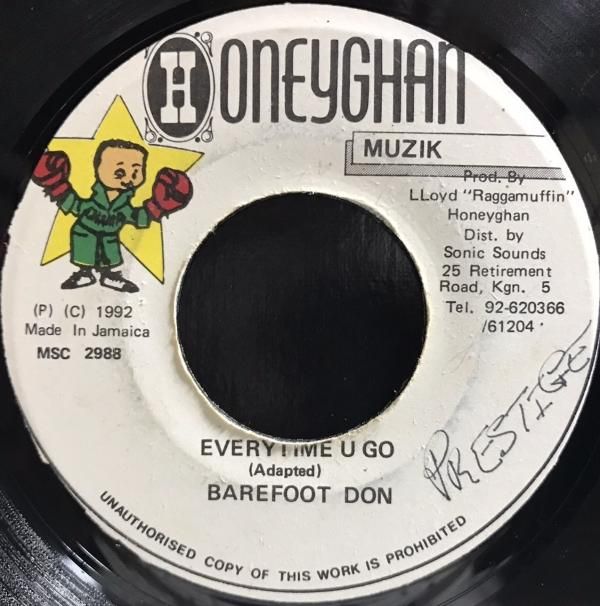 HONEYGHAN
MUZIK
Prod. By
LLoyd "Raggamuffin"
Honeyghan
Dist. by
Sonic Sounds
25 Retirement
Road, Kgn. 5
Tel. 92-620366
/61204
(P) (C) 1992
Made In Jamaica
MSC 2988
PRESTIGE
EVERYTIME U GO
(Adapted)
BAREFOOT DON
UNAUTHORISED COPY OF THIS WORK IS PROHIBITED